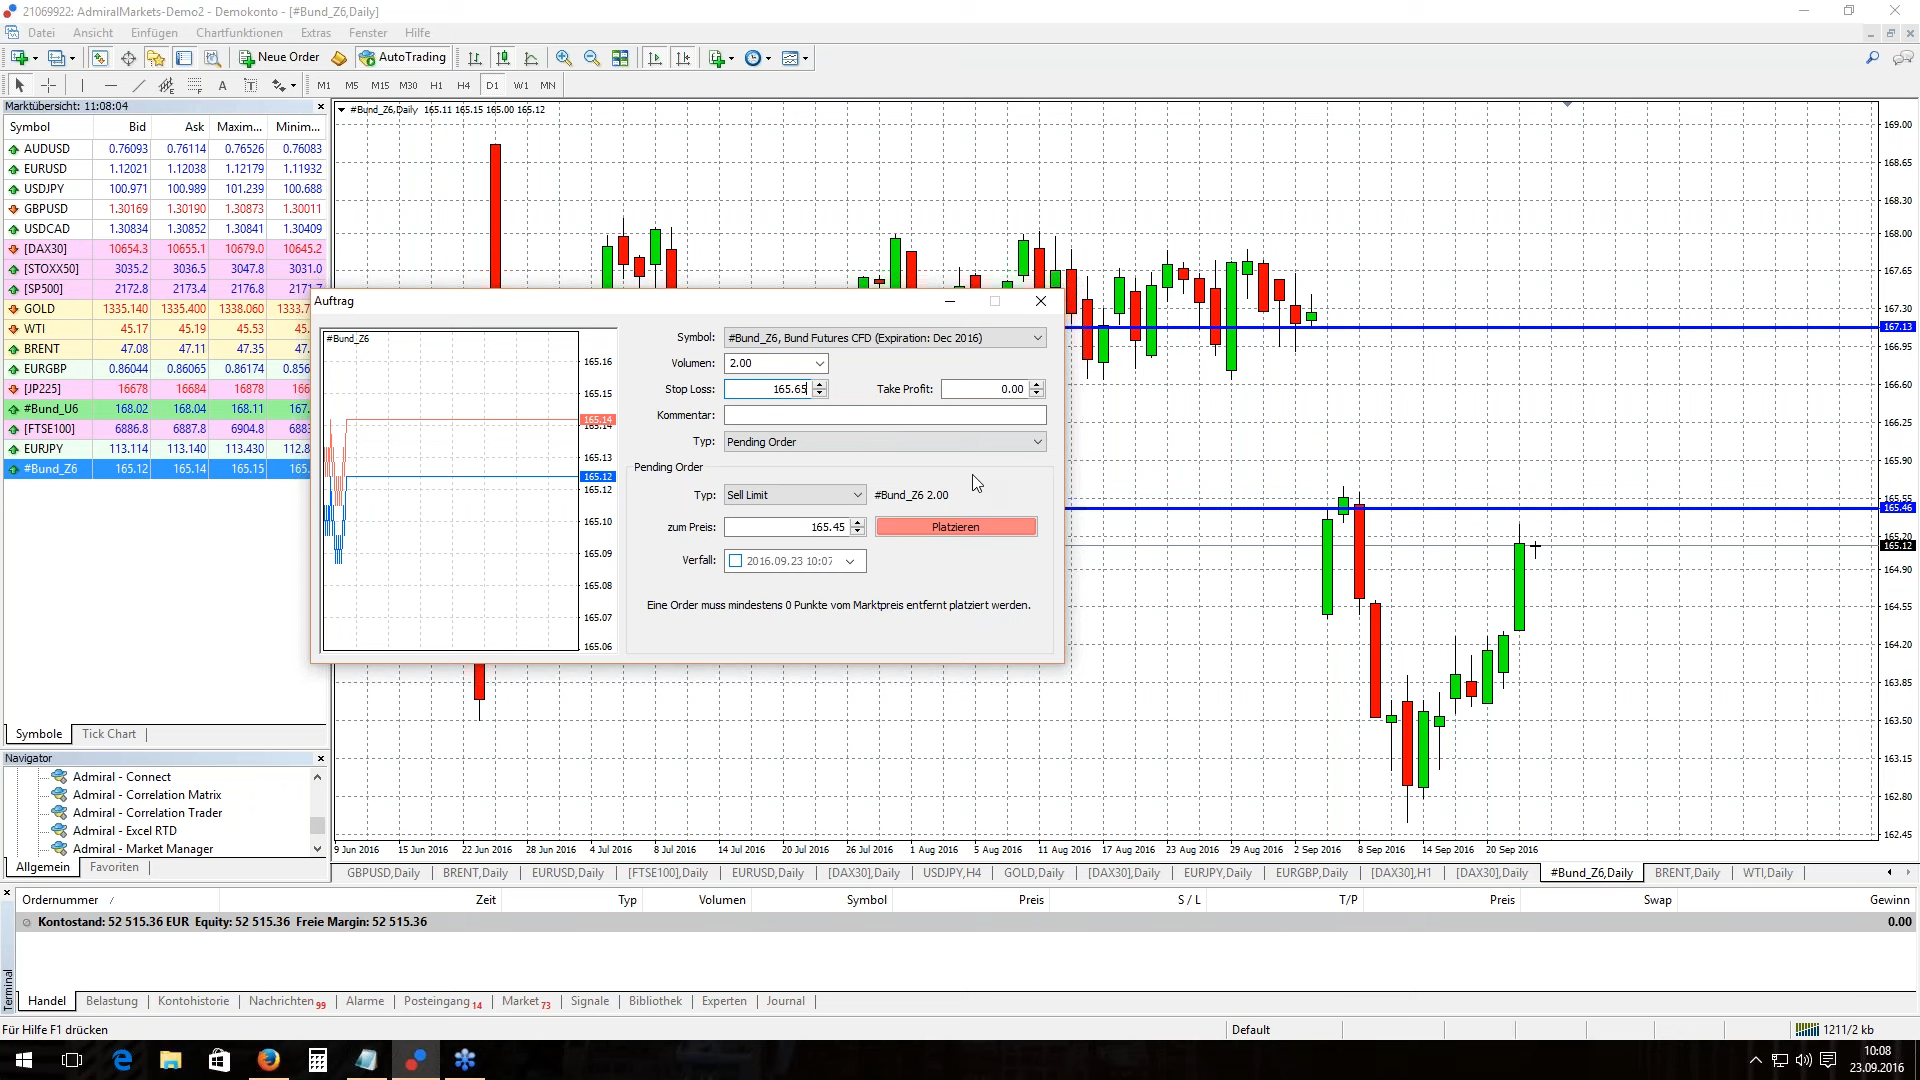 21069922: AdmiralMarkets-Demo2 - Demokonto - [#Bund_Z6,Daily]
Datei Ansicht Einfügen Chartfunktionen Extras Fenster Hilfe
Neue Order AutoTrading
A T M1 M5 M15 M30 H1 H4 D1 W1 MN
Marktübersicht: 11:08:04
Symbol Bid Ask Maxim... Minim...
AUDUSD 0.76093 0.76114 0.76526 0.76083
EURUSD 1.12021 1.12038 1.12179 1.11932
USDJPY 100.971 100.989 101.239 100.688
GBPUSD 1.30169 1.30190 1.30873 1.30011
USDCAD 1.30834 1.30852 1.30841 1.30409
[DAX30] 10654.3 10655.1 10679.0 10645.2
[STOXX50] 3035.2 3036.5 3047.8 3031.0
[SP500] 2172.8 2173.4 2176.8
GOLD 1335.140 1335.400 1338.060 1333.7
WTI 45.17 45.19 45.53 45.
BRENT 47.08 47.11 47.35 47.
EURGBP 0.86044 0.86065 0.86174 0.856
[JP225] 16678 16684 16878 166
#Bund_U6 168.02 168.04 168.11 167.
[FTSE100] 6886.8 6887.8 6904.8 688
EURJPY 113.114 113.140 113.430 112.8
#Bund_Z6 165.12 165.14 165.15 165.
Symbole Tick Chart
Navigator
Admiral - Connect
Admiral - Correlation Matrix
Admiral - Correlation Trader
Admiral - Excel RTD
Admiral - Market Manager
Allgemein Favoriten
#Bund_Z6,Daily 165.11 165.15 165.00 165.12
169.00
168.65
168.30
168.00
167.65
167.30
167.13
166.95
166.60
166.25
165.90
165.55
165.46
165.20
165.12
164.90
164.55
164.20
163.85
163.50
163.15
162.80
162.45
9 Jun 2016 15 Jun 2016 22 Jun 2016 28 Jun 2016 4 Jul 2016 8 Jul 2016 14 Jul 2016 20 Jul 2016 26 Jul 2016 1 Aug 2016 5 Aug 2016 11 Aug 2016 17 Aug 2016 23 Aug 2016 29 Aug 2016 2 Sep 2016 8 Sep 2016 14 Sep 2016 20 Sep 2016
Auftrag
#Bund_Z6
165.16
165.15
165.14
165.14
165.13
165.12
165.12
165.10
165.09
165.08
165.07
165.06
Symbol: #Bund_Z6, Bund Futures CFD (Expiration: Dec 2016)
Volumen: 2.00
Stop Loss: 165.65 Take Profit: 0.00
Kommentar:
Typ: Pending Order
Pending Order
Typ: Sell Limit #Bund_Z6 2.00
zum Preis: 165.45 Platzieren
Verfall: 2016.09.23 10:07
Eine Order muss mindestens 0 Punkte vom Marktpreis entfernt platziert werden.
GBPUSD,Daily BRENT,Daily EURUSD,Daily [FTSE100],Daily EURUSD,Daily [DAX30],Daily USDJPY,H4 GOLD,Daily [DAX30],Daily EURJPY,Daily EURGBP,Daily [DAX30],H1 [DAX30],Daily #Bund_Z6,Daily BRENT,Daily WTI,Daily
Ordernummer / Zeit Typ Volumen Symbol Preis S / L T/P Preis Swap Gewinn
Kontostand: 52 515.36 EUR Equity: 52 515.36 Freie Margin: 52 515.36 0.00
Terminal
Handel Belastung Kontohistorie Nachrichten 99 Alarme Posteingang 14 Market 73 Signale Bibliothek Experten Journal
Für Hilfe F1 drücken Default 1211/2 kb
10:08
23.09.2016